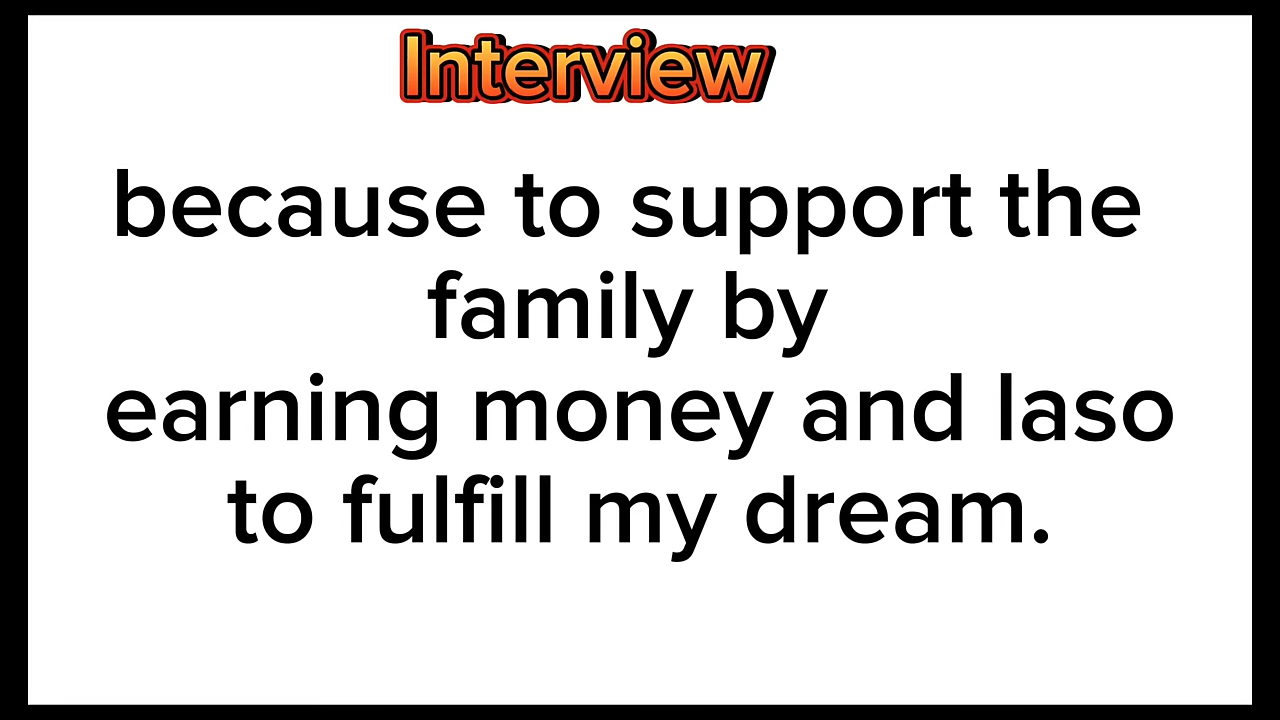 Interview
because to support the
family by
earning money and laso
to fulfill my dream.